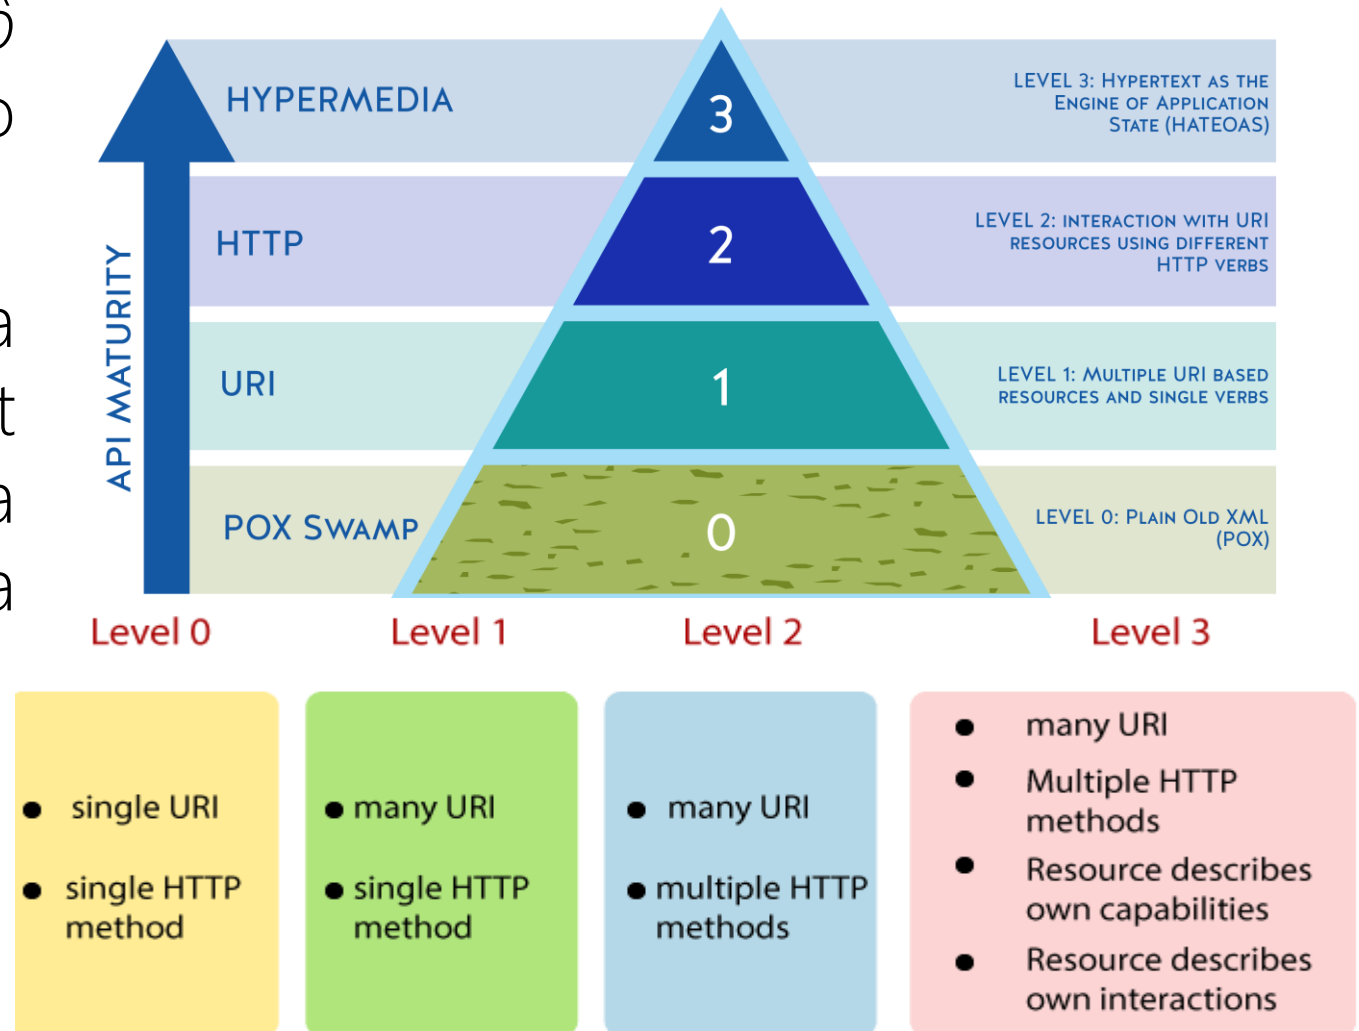 HYPERMEDIA
3
LEVEL 3: HYPERTEXT AS THE
ENGINE OF APPLICATION
STATE (HATEOAS)
HTTP
2
LEVEL 2: INTERACTION WITH URI
RESOURCES USING DIFFERENT
HTTP VERBS
API MATURITY
URI
1
LEVEL 1: MULTIPLE URI BASED
RESOURCES AND SINGLE VERBS
POX SWAMP
0
LEVEL 0: PLAIN OLD XML
(POX)
Level 0
Level 1
Level 2
Level 3
• single URI
• single HTTP
method
• many URI
• single HTTP
method
• many URI
• multiple HTTP
methods
• many URI
• Multiple HTTP
methods
• Resource describes
own capabilities
• Resource describes
own interactions